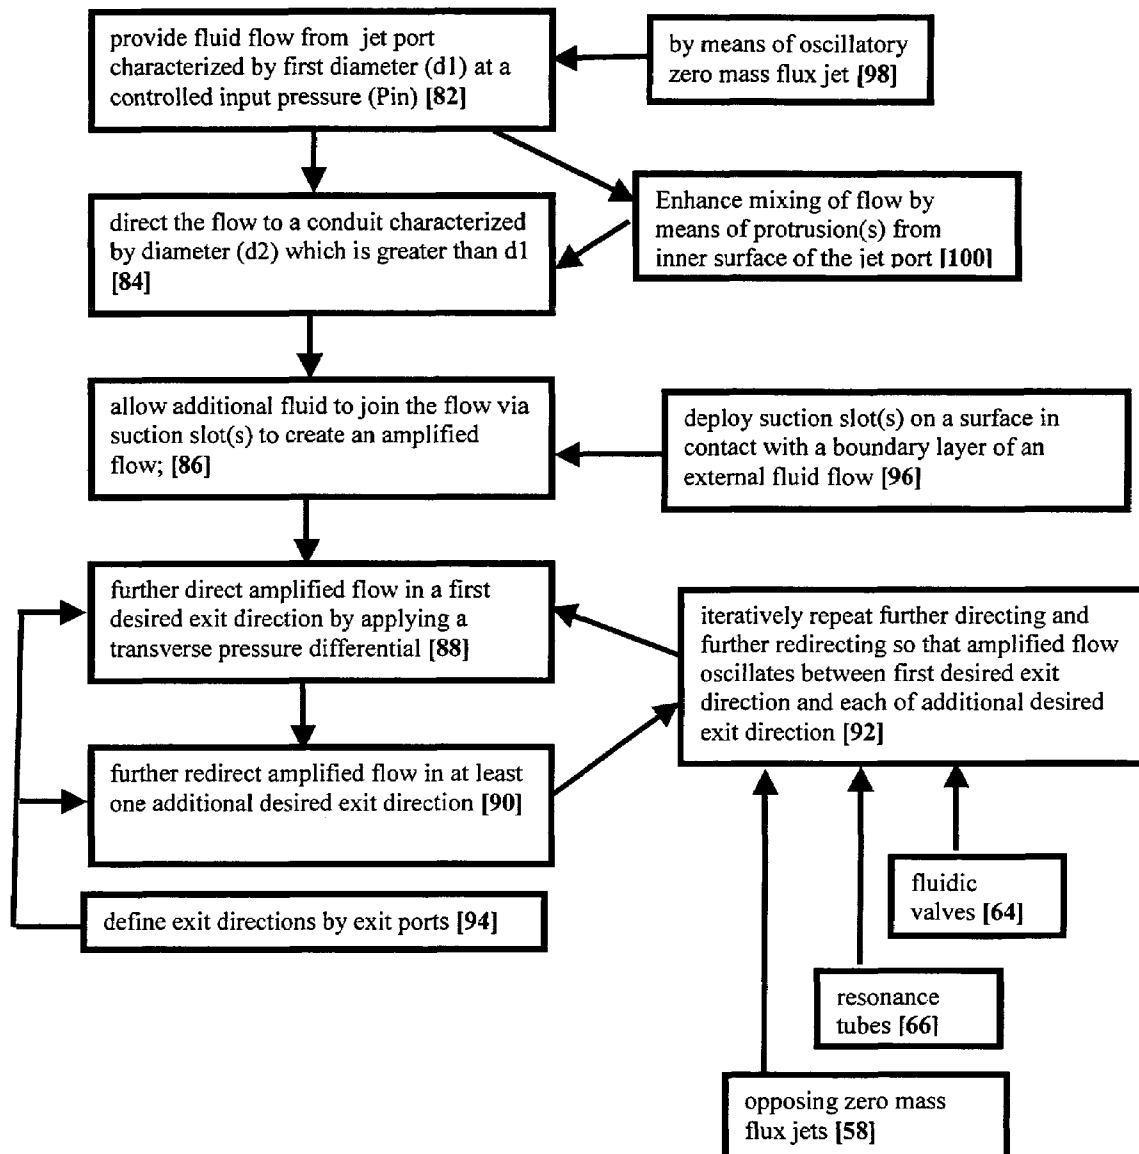 provide fluid flow from jet port
characterized by first diameter (d1) at a
controlled input pressure (Pin) [82]
by means of oscillatory
zero mass flux jet [98]
direct the flow to a conduit characterized
by diameter (d2) which is greater than d1
[84]
Enhance mixing of flow by
means of protrusion(s) from
inner surface of the jet port [100]
allow additional fluid to join the flow via
suction slot(s) to create an amplified
flow; [86]
deploy suction slot(s) on a surface in
contact with a boundary layer of an
external fluid flow [96]
further direct amplified flow in a first
desired exit direction by applying a
transverse pressure differential [88]
iteratively repeat further directing and
further redirecting so that amplified flow
oscillates between first desired exit
direction and each of additional desired
exit direction [92]
further redirect amplified flow in at least
one additional desired exit direction [90]
define exit directions by exit ports [94]
fluidic
valves [64]
resonance
tubes [66]
opposing zero mass
flux jets [58]